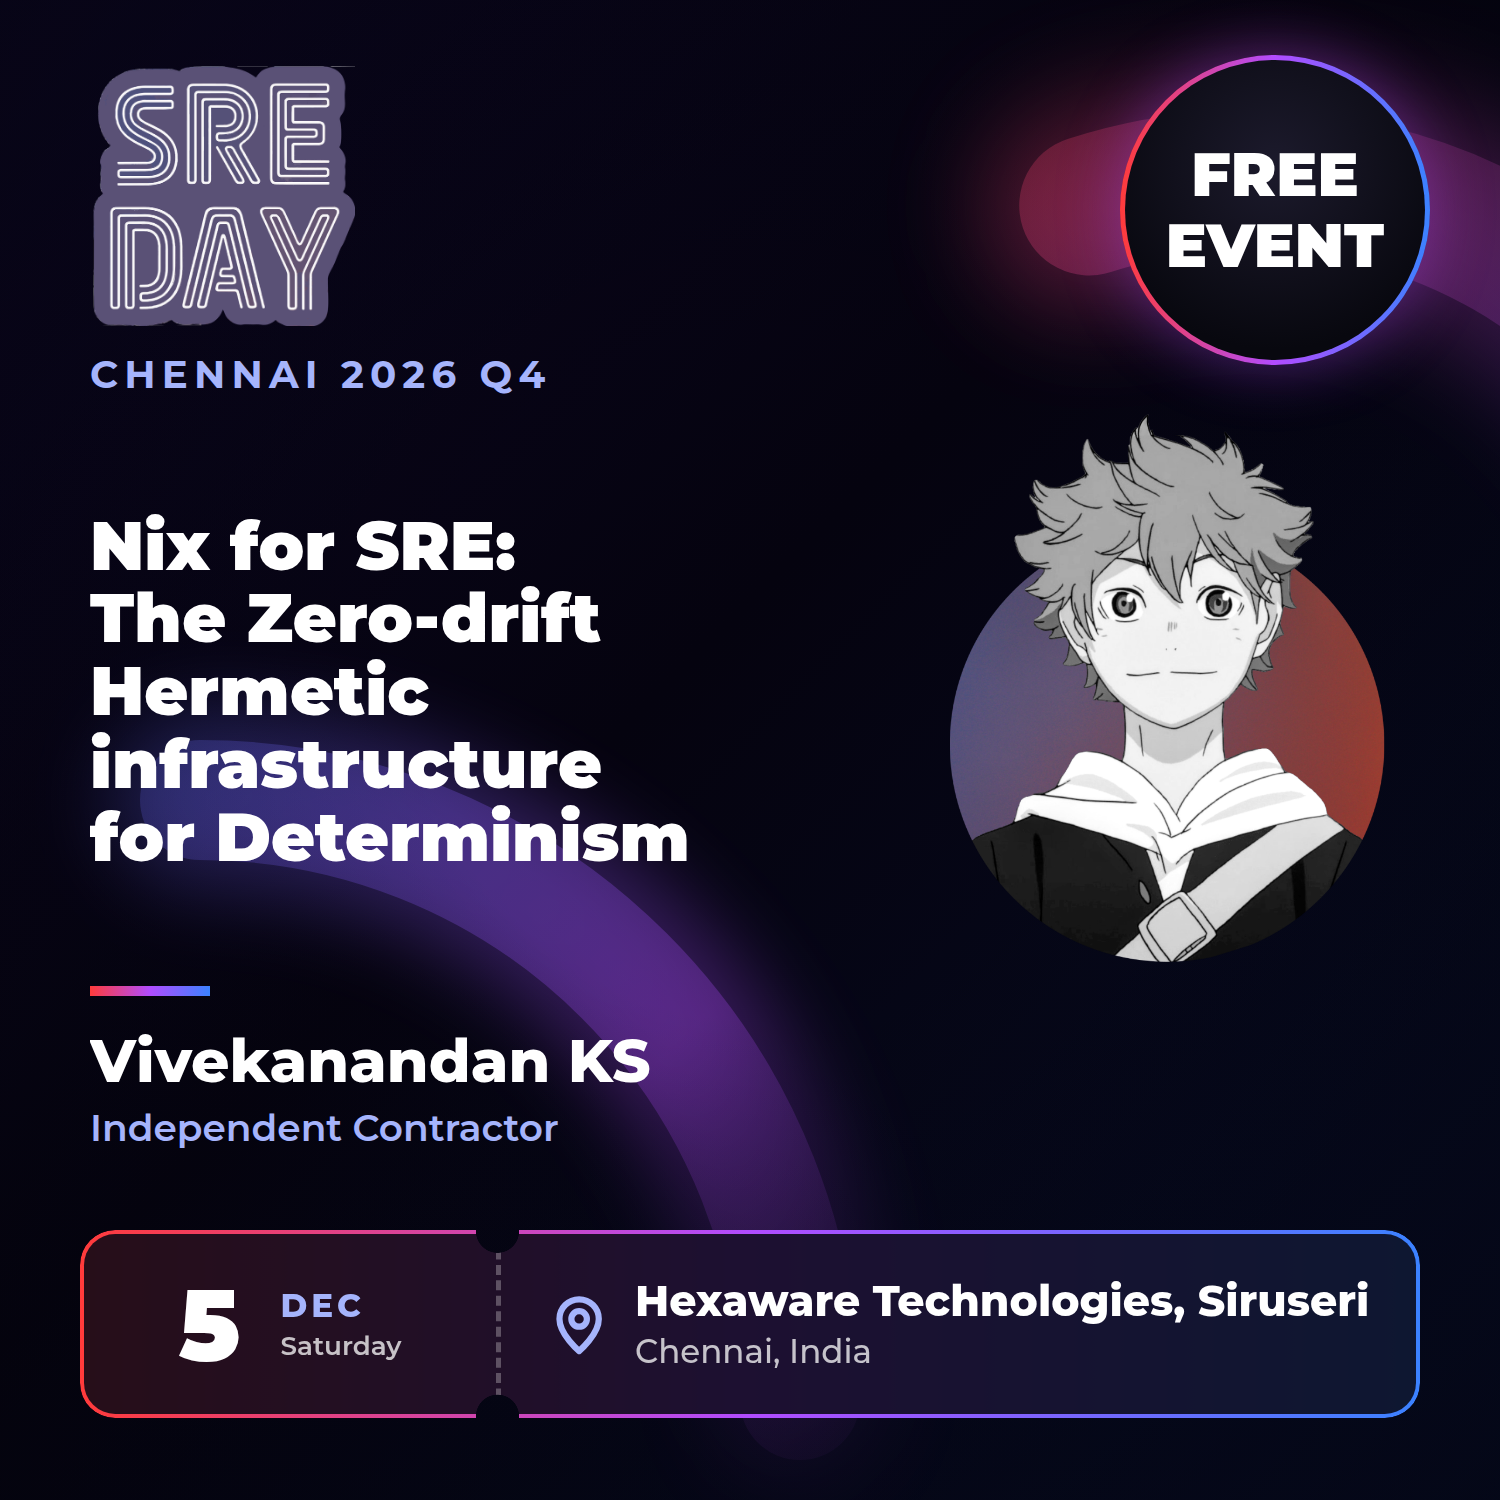 SRE
DAY
CHENNAI 2026 Q4
FREE
EVENT
Nix for SRE:
The Zero-drift
Hermetic
infrastructure
for Determinism
Vivekanandan KS
Independent Contractor
5
DEC
Saturday
Hexaware Technologies, Siruseri
Chennai, India